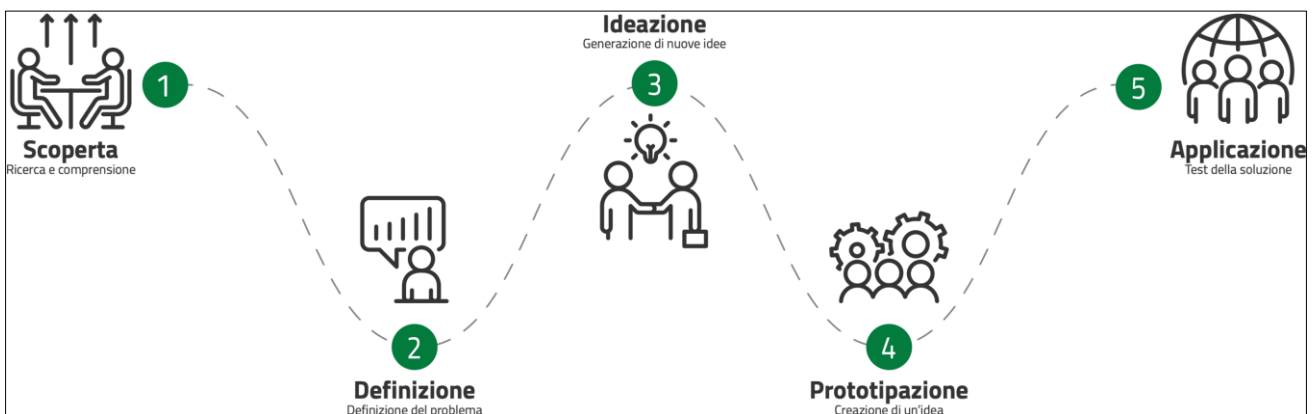 1
Scoperta
Ricerca e comprensione
2
Definizione
Definizione del problema
Ideazione
Generazione di nuove idee
3
4
Prototipazione
Creazione di un'idea
5
Applicazione
Test della soluzione